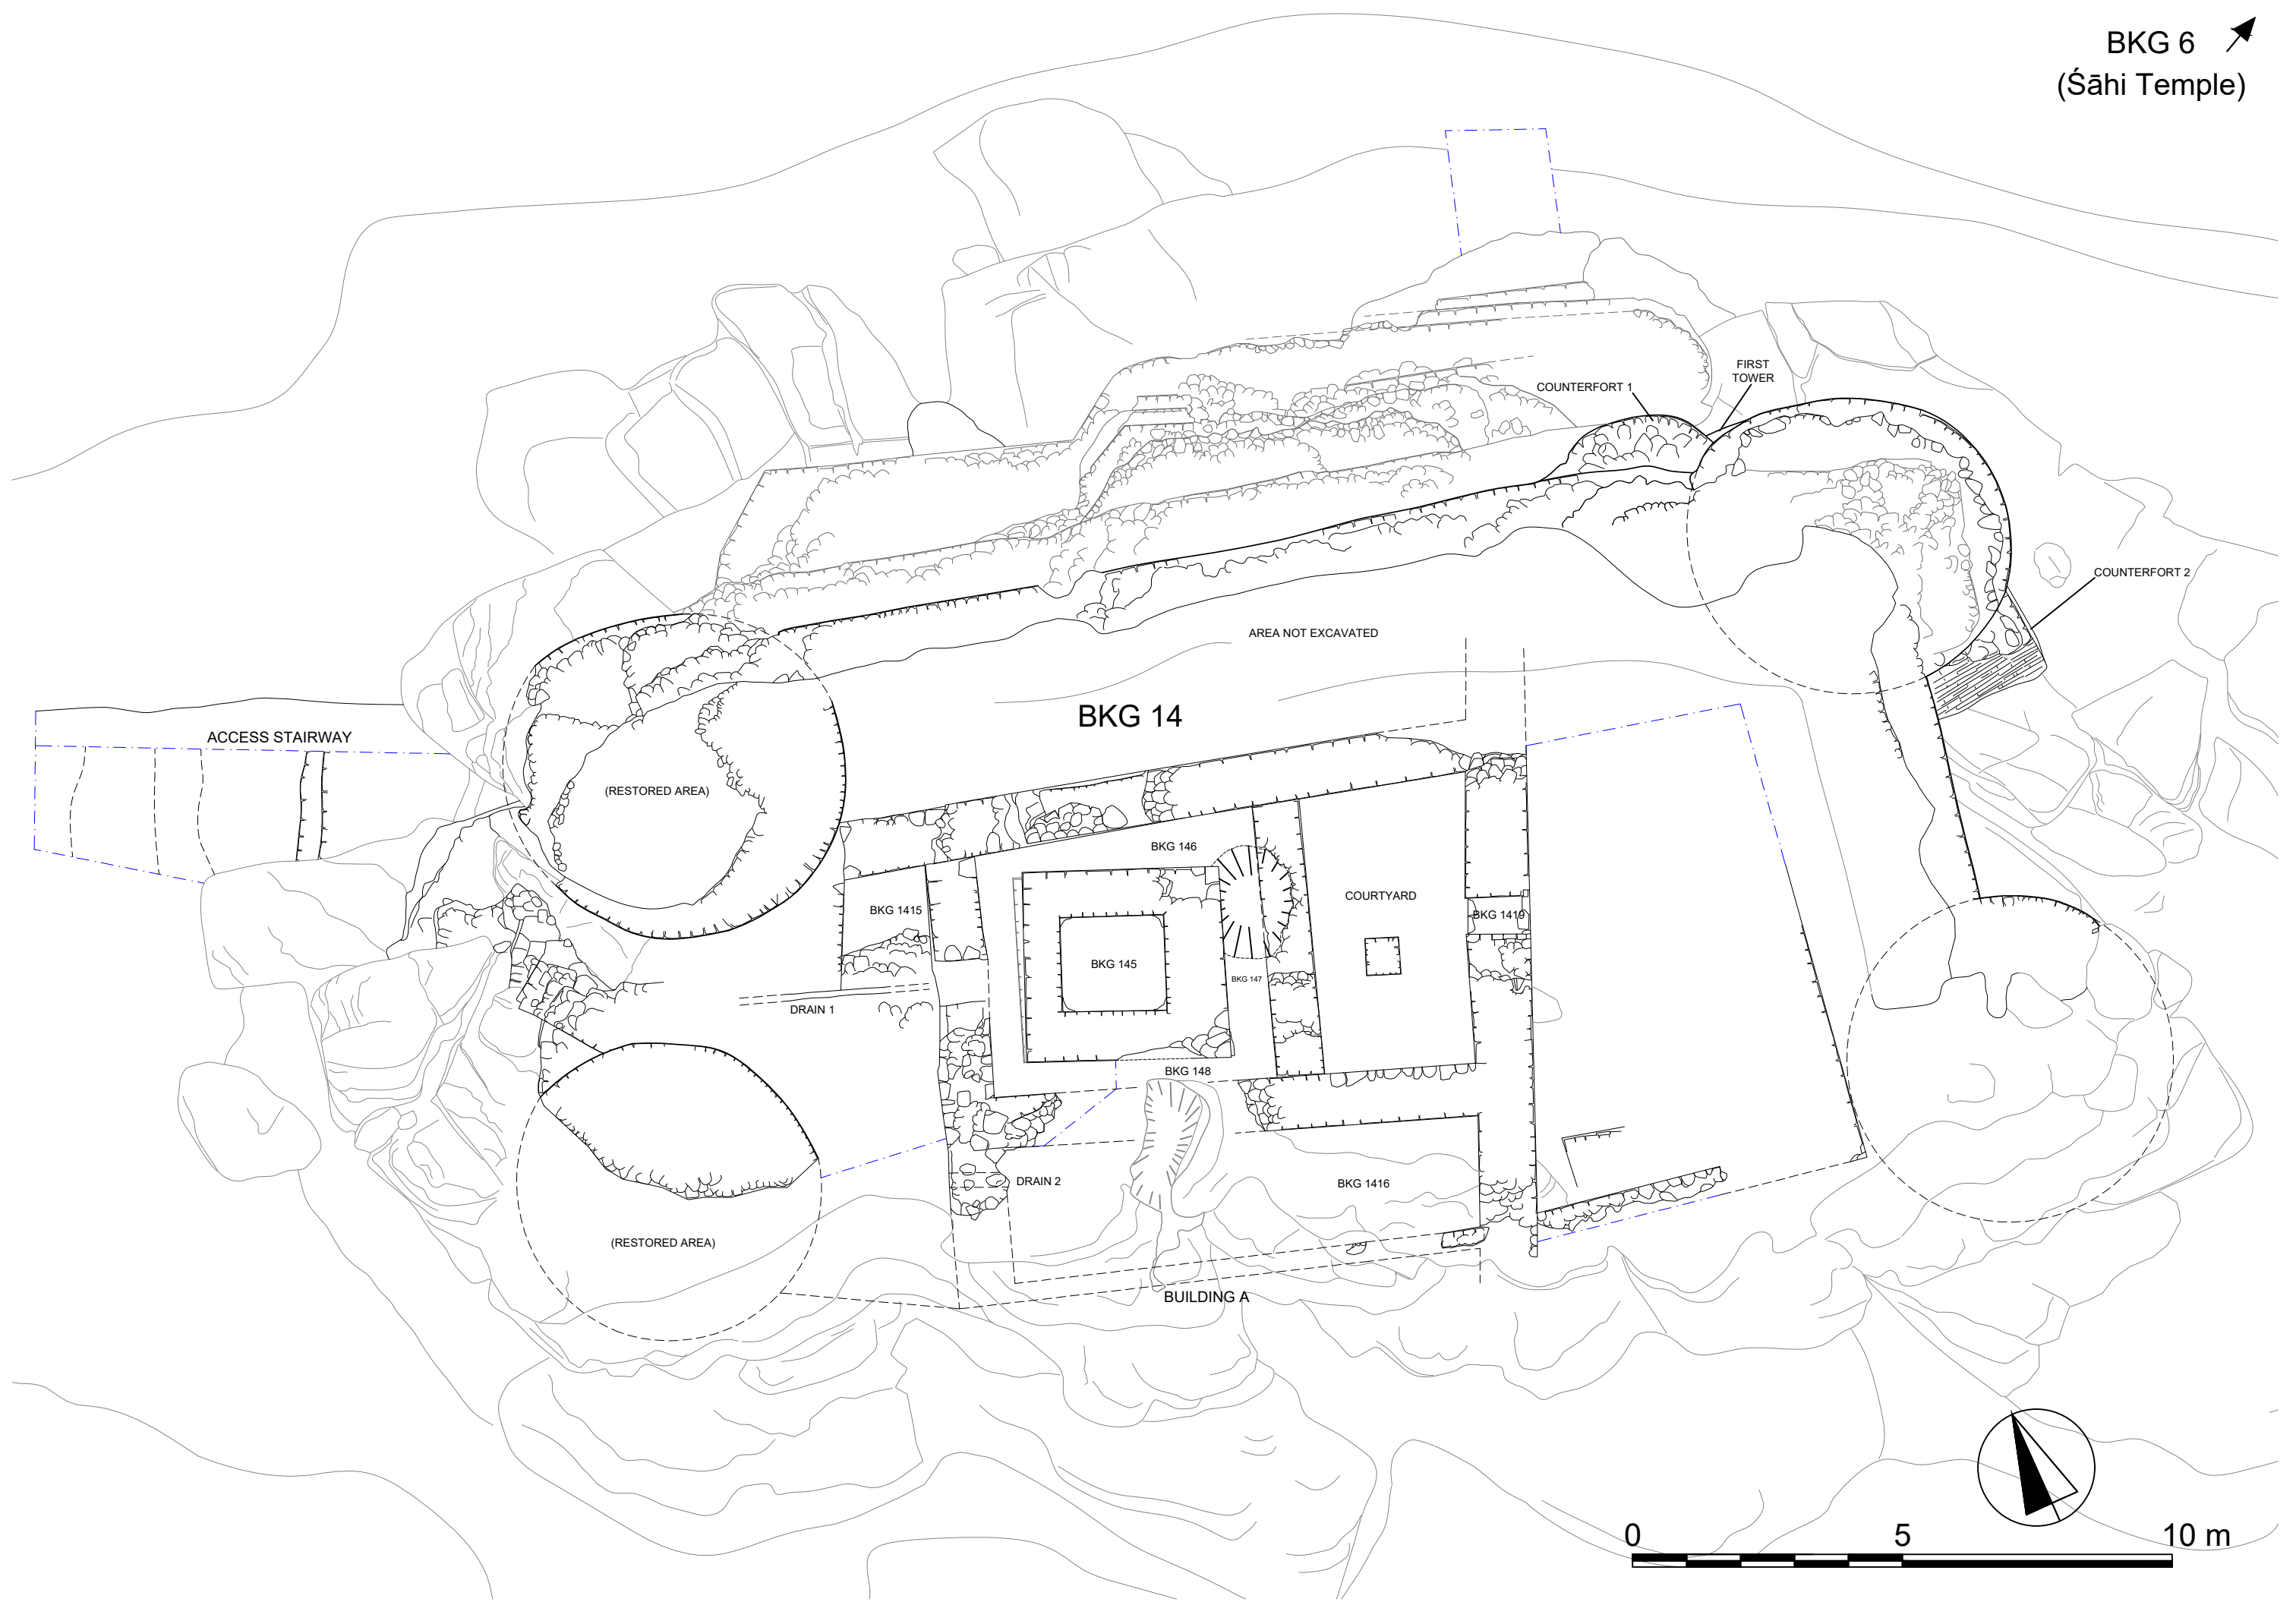 BKG 6
(Śāhi Temple)
FIRST
TOWER
COUNTERFORT 1
COUNTERFORT 2
AREA NOT EXCAVATED
BKG 14
ACCESS STAIRWAY
(RESTORED AREA)
BKG 146
COURTYARD
BKG 1415
BKG 1419
BKG 145
BKG 147
DRAIN 1
BKG 148
DRAIN 2
BKG 1416
(RESTORED AREA)
BUILDING A
0 5 10 m